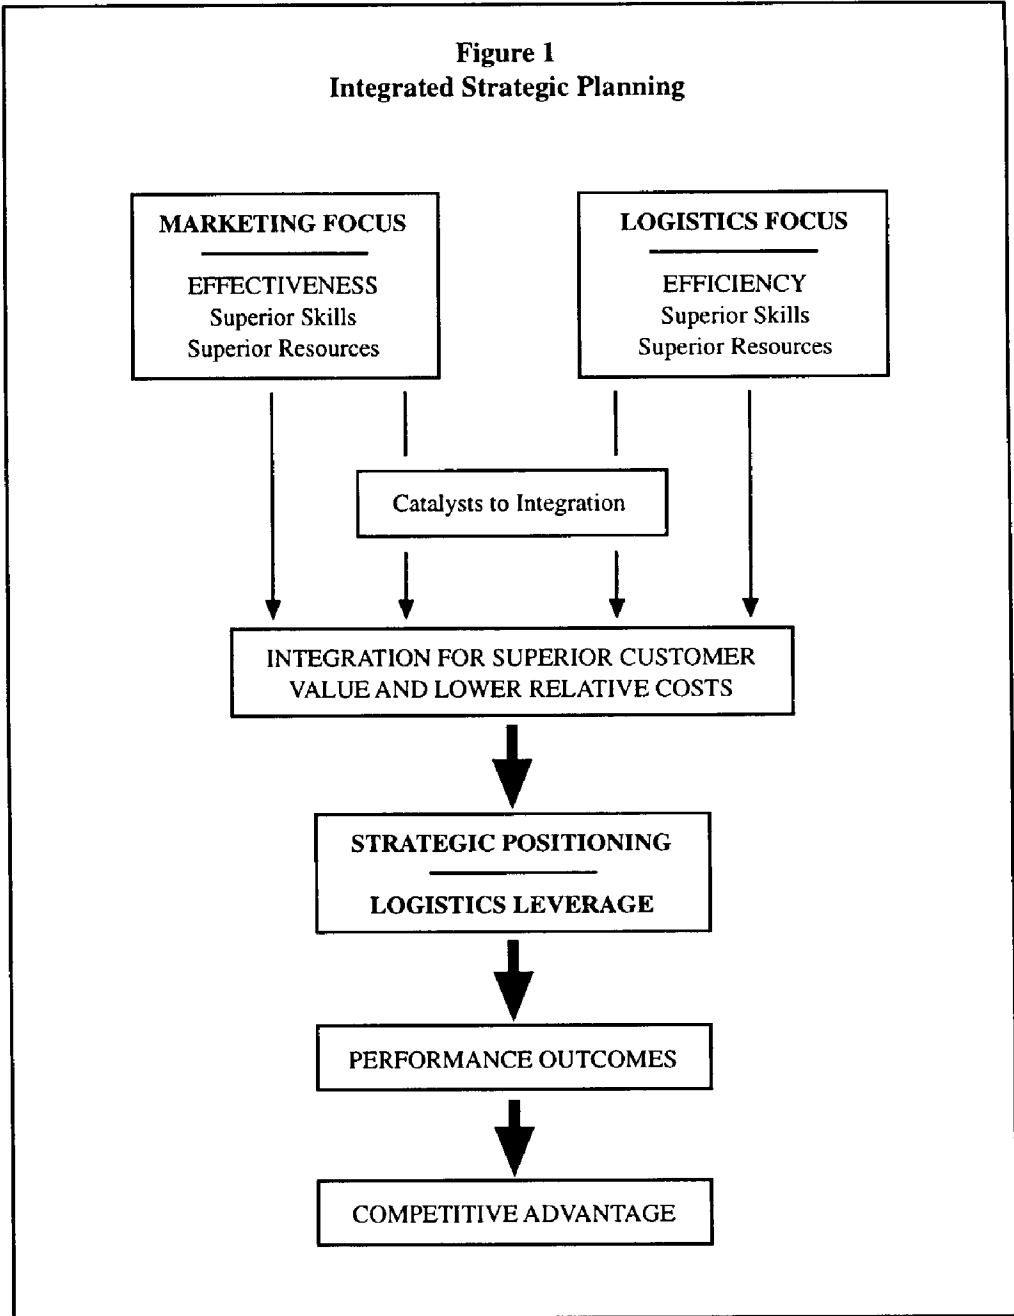 Figure 1
Integrated Strategic Planning
MARKETING FOCUS
EFFECTIVENESS
Superior Skills
Superior Resources
LOGISTICS FOCUS
EFFICIENCY
Superior Skills
Superior Resources
Catalysts to Integration
INTEGRATION FOR SUPERIOR CUSTOMER
VALUE AND LOWER RELATIVE COSTS
STRATEGIC POSITIONING
LOGISTICS LEVERAGE
PERFORMANCE OUTCOMES
COMPETITIVE ADVANTAGE